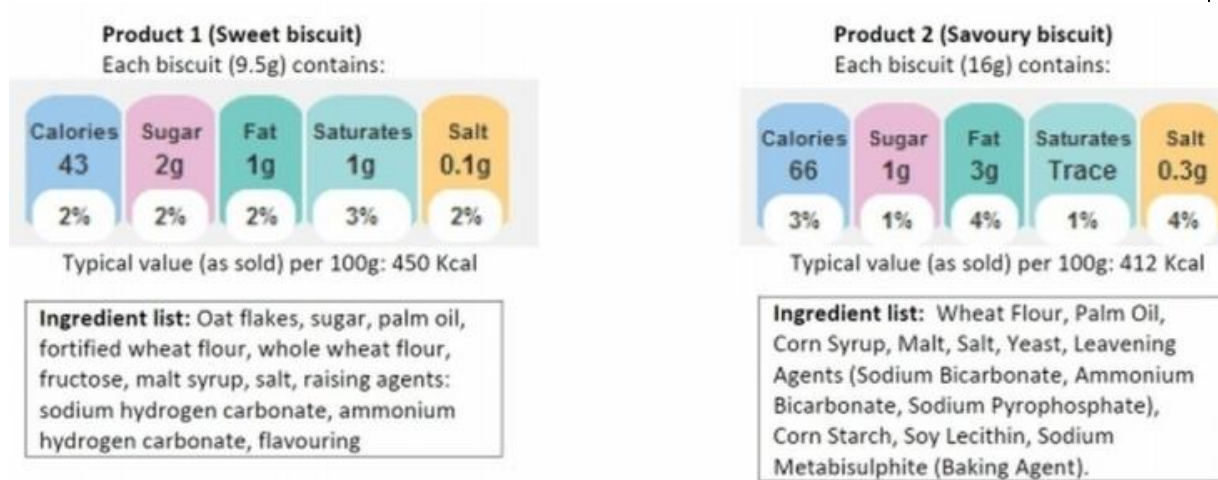 Product 1 (Sweet biscuit)
Each biscuit (9.5g) contains:
Calories Sugar Fat Saturates Salt
43 2g 1g 1g 0.1g
2% 2% 2% 3% 2%
Typical value (as sold) per 100g: 450 Kcal
Ingredient list: Oat flakes, sugar, palm oil,
fortified wheat flour, whole wheat flour,
fructose, malt syrup, salt, raising agents:
sodium hydrogen carbonate, ammonium
hydrogen carbonate, flavouring
Product 2 (Savoury biscuit)
Each biscuit (16g) contains:
Calories Sugar Fat Saturates Salt
66 1g 3g Trace 0.3g
3% 1% 4% 1% 4%
Typical value (as sold) per 100g: 412 Kcal
Ingredient list: Wheat Flour, Palm Oil,
Corn Syrup, Malt, Salt, Yeast, Leavening
Agents (Sodium Bicarbonate, Ammonium
Bicarbonate, Sodium Pyrophosphate),
Corn Starch, Soy Lecithin, Sodium
Metabisulphite (Baking Agent).